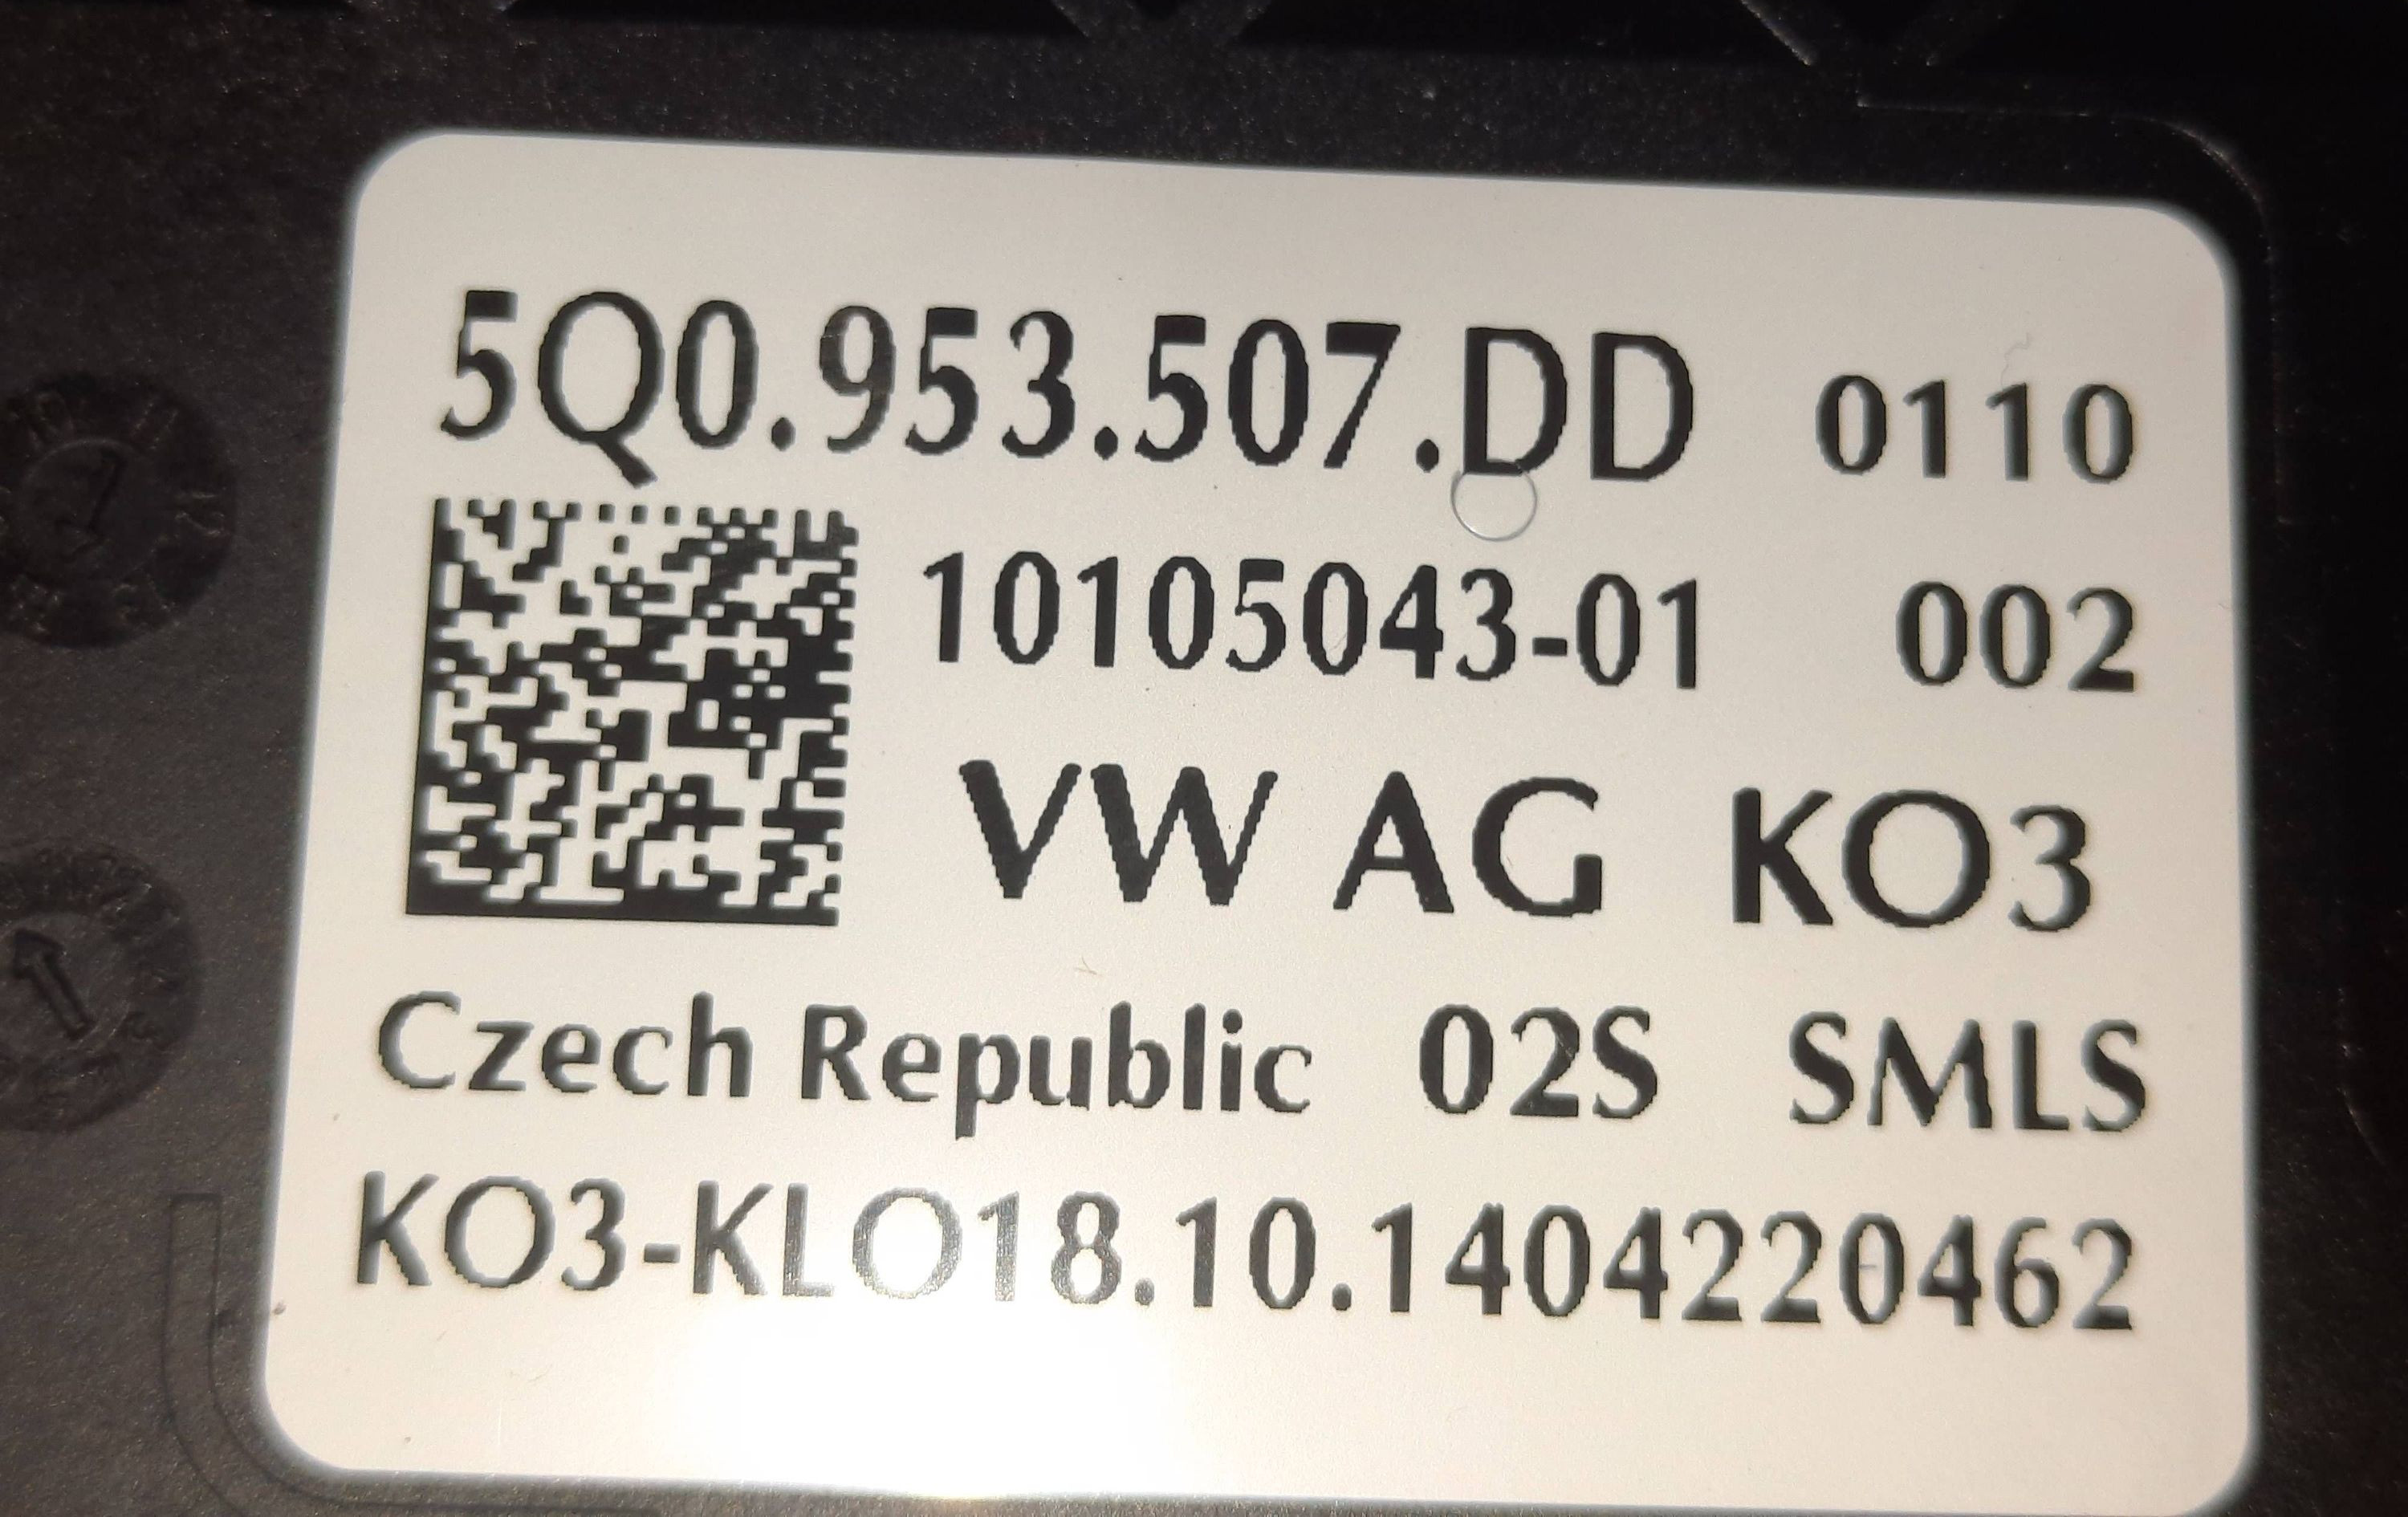 5Q0.953.507.DD 0110
10105043-01 002
VW AG KO3
Czech Republic 02S SMLS
KO3-KLO18.10.1404220462